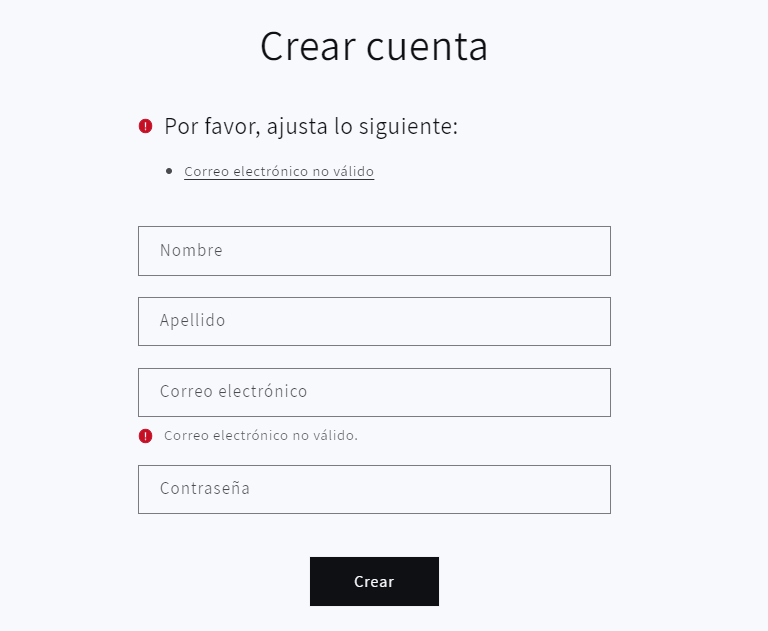 Crear cuenta
Por favor, ajusta lo siguiente:
Correo electrónico no válido
Nombre
Apellido
Correo electrónico
Correo electrónico no válido.
Contraseña
Crear